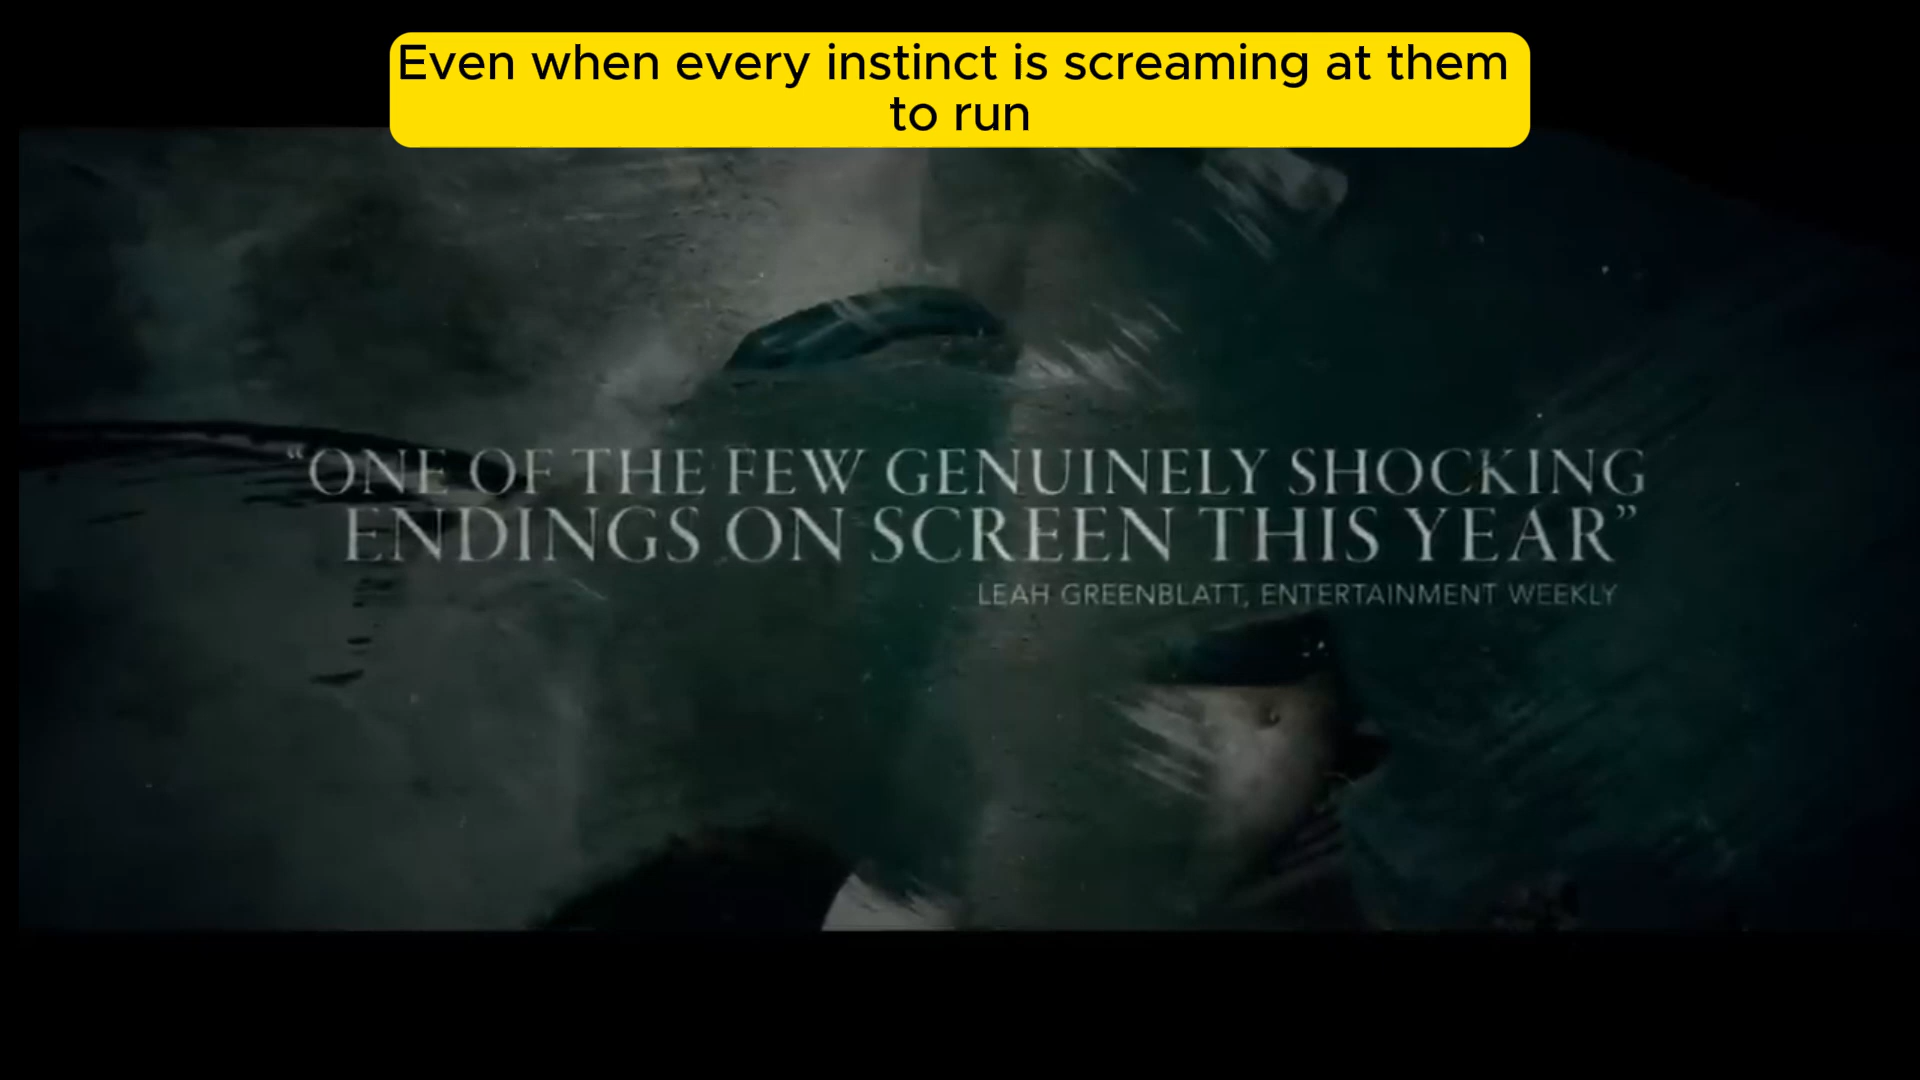 Even when every instinct is screaming at them
to run
“ONE OF THE FEW GENUINELY SHOCKING
ENDINGS ON SCREEN THIS YEAR”
LEAH GREENBLATT, ENTERTAINMENT WEEKLY